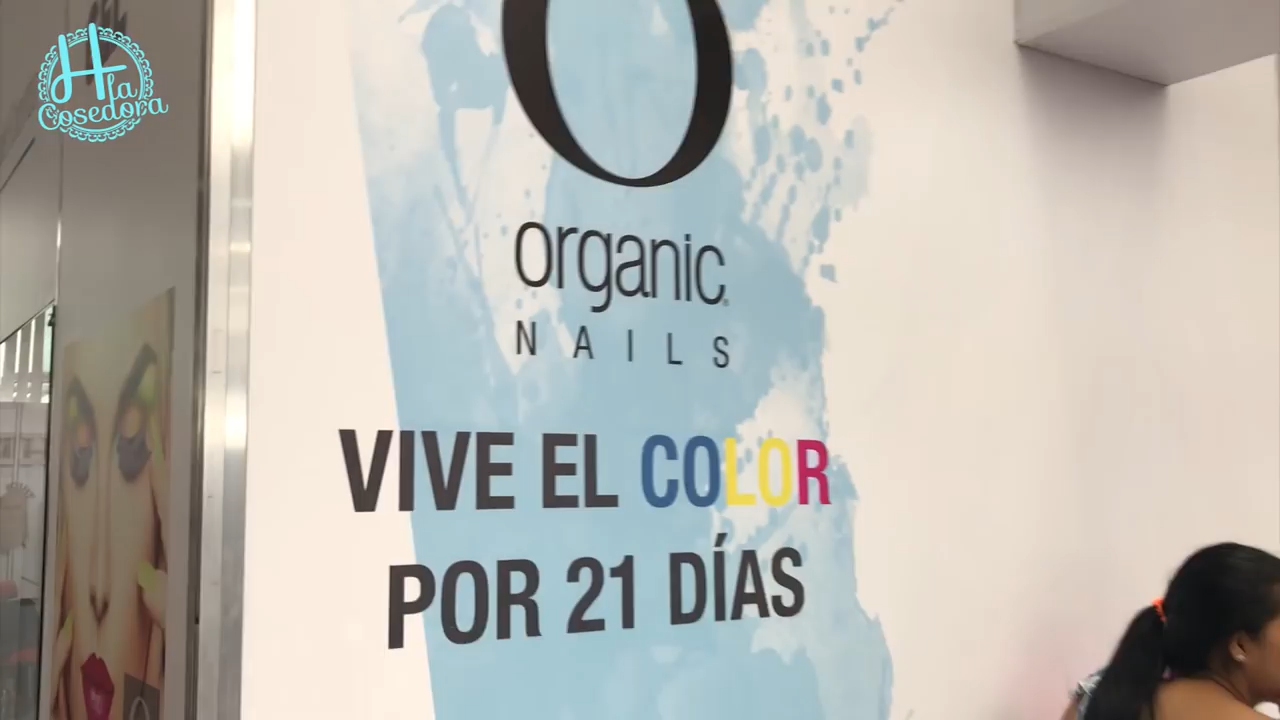 H la
Cosedora
O
organic
NAILS
VIVE EL COLOR
POR 21 DÍAS